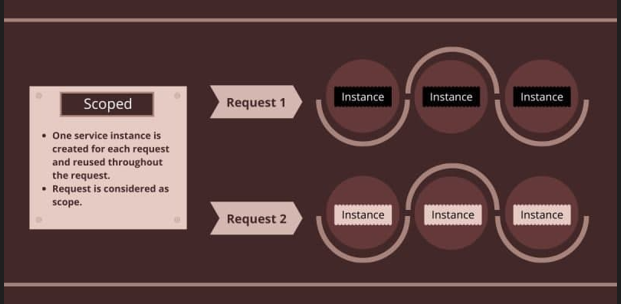 Scoped
• One service instance is
created for each request
and reused throughout
the request.
• Request is considered as
scope.
Request 1
Instance
Instance
Instance
Request 2
Instance
Instance
Instance